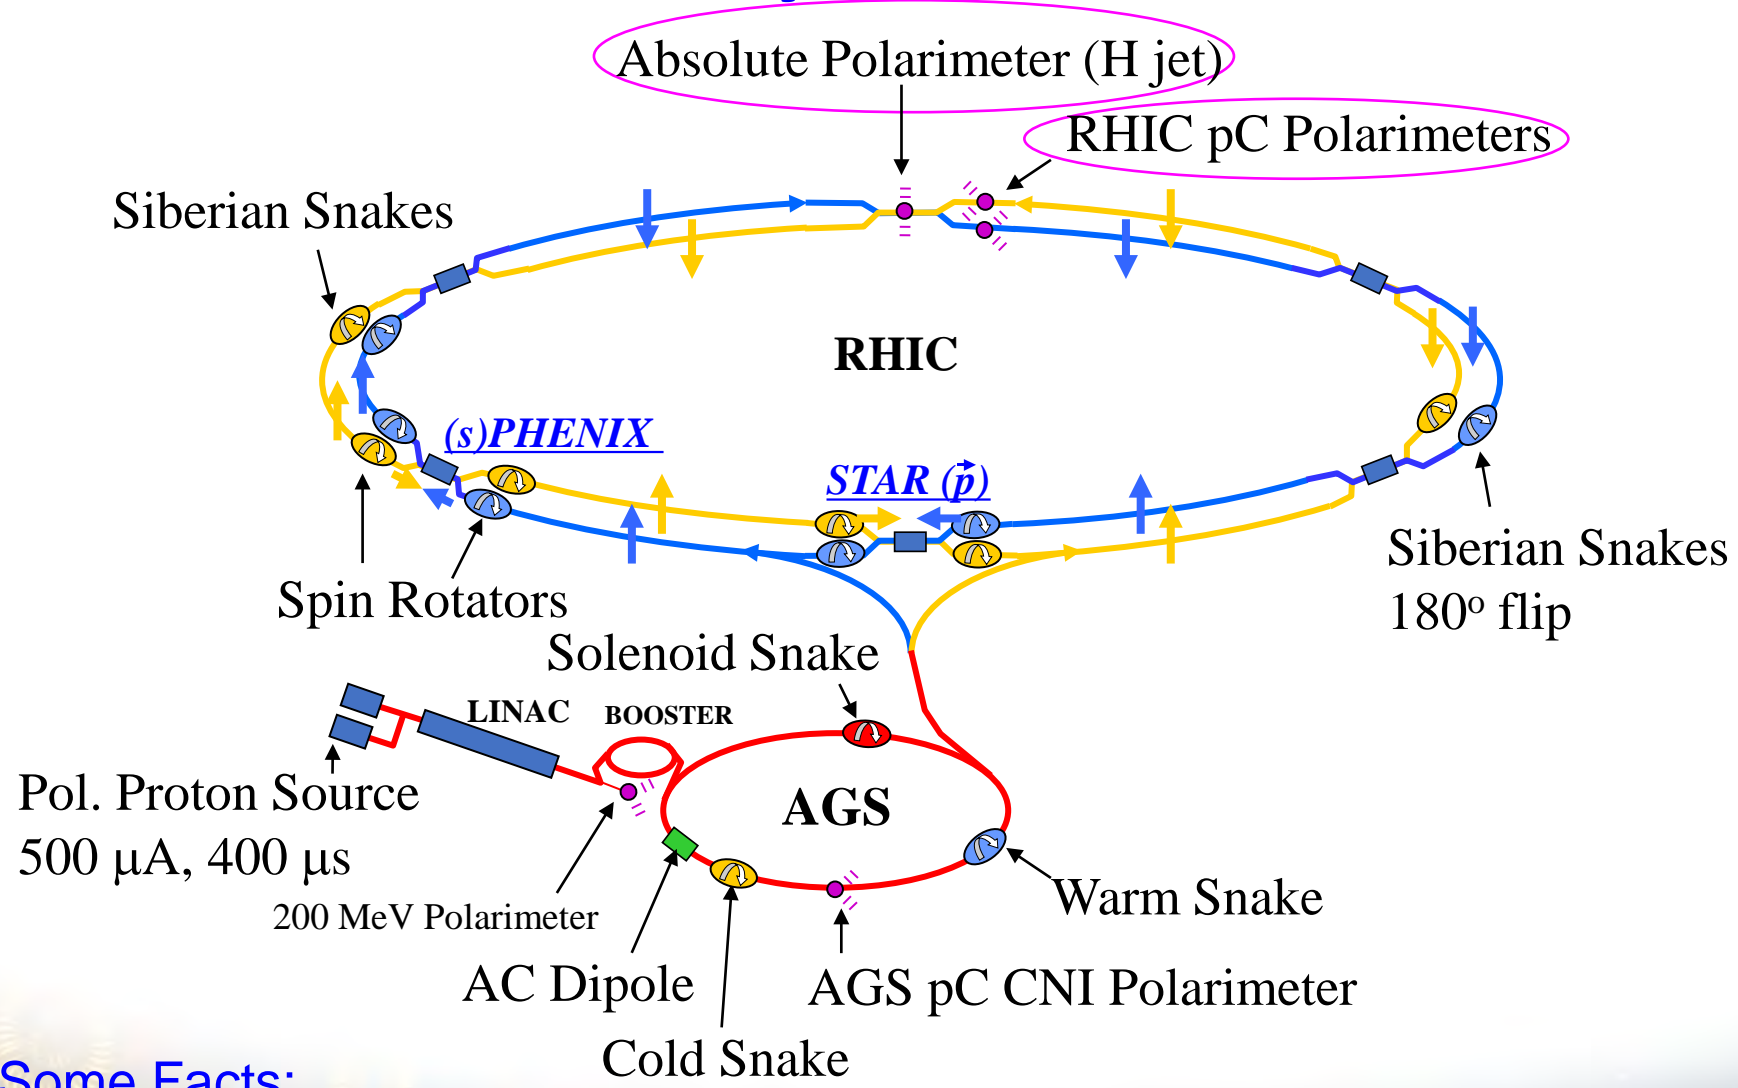 Absolute Polarimeter (H jet)
RHIC pC Polarimeters
Siberian Snakes
RHIC
(s)PHENIX
STAR (p⃗)
Siberian Snakes
180º flip
Spin Rotators
Solenoid Snake
LINAC
BOOSTER
Pol. Proton Source
500 μA, 400 μs
AGS
200 MeV Polarimeter
Warm Snake
AC Dipole
AGS pC CNI Polarimeter
Cold Snake
Some Facts: